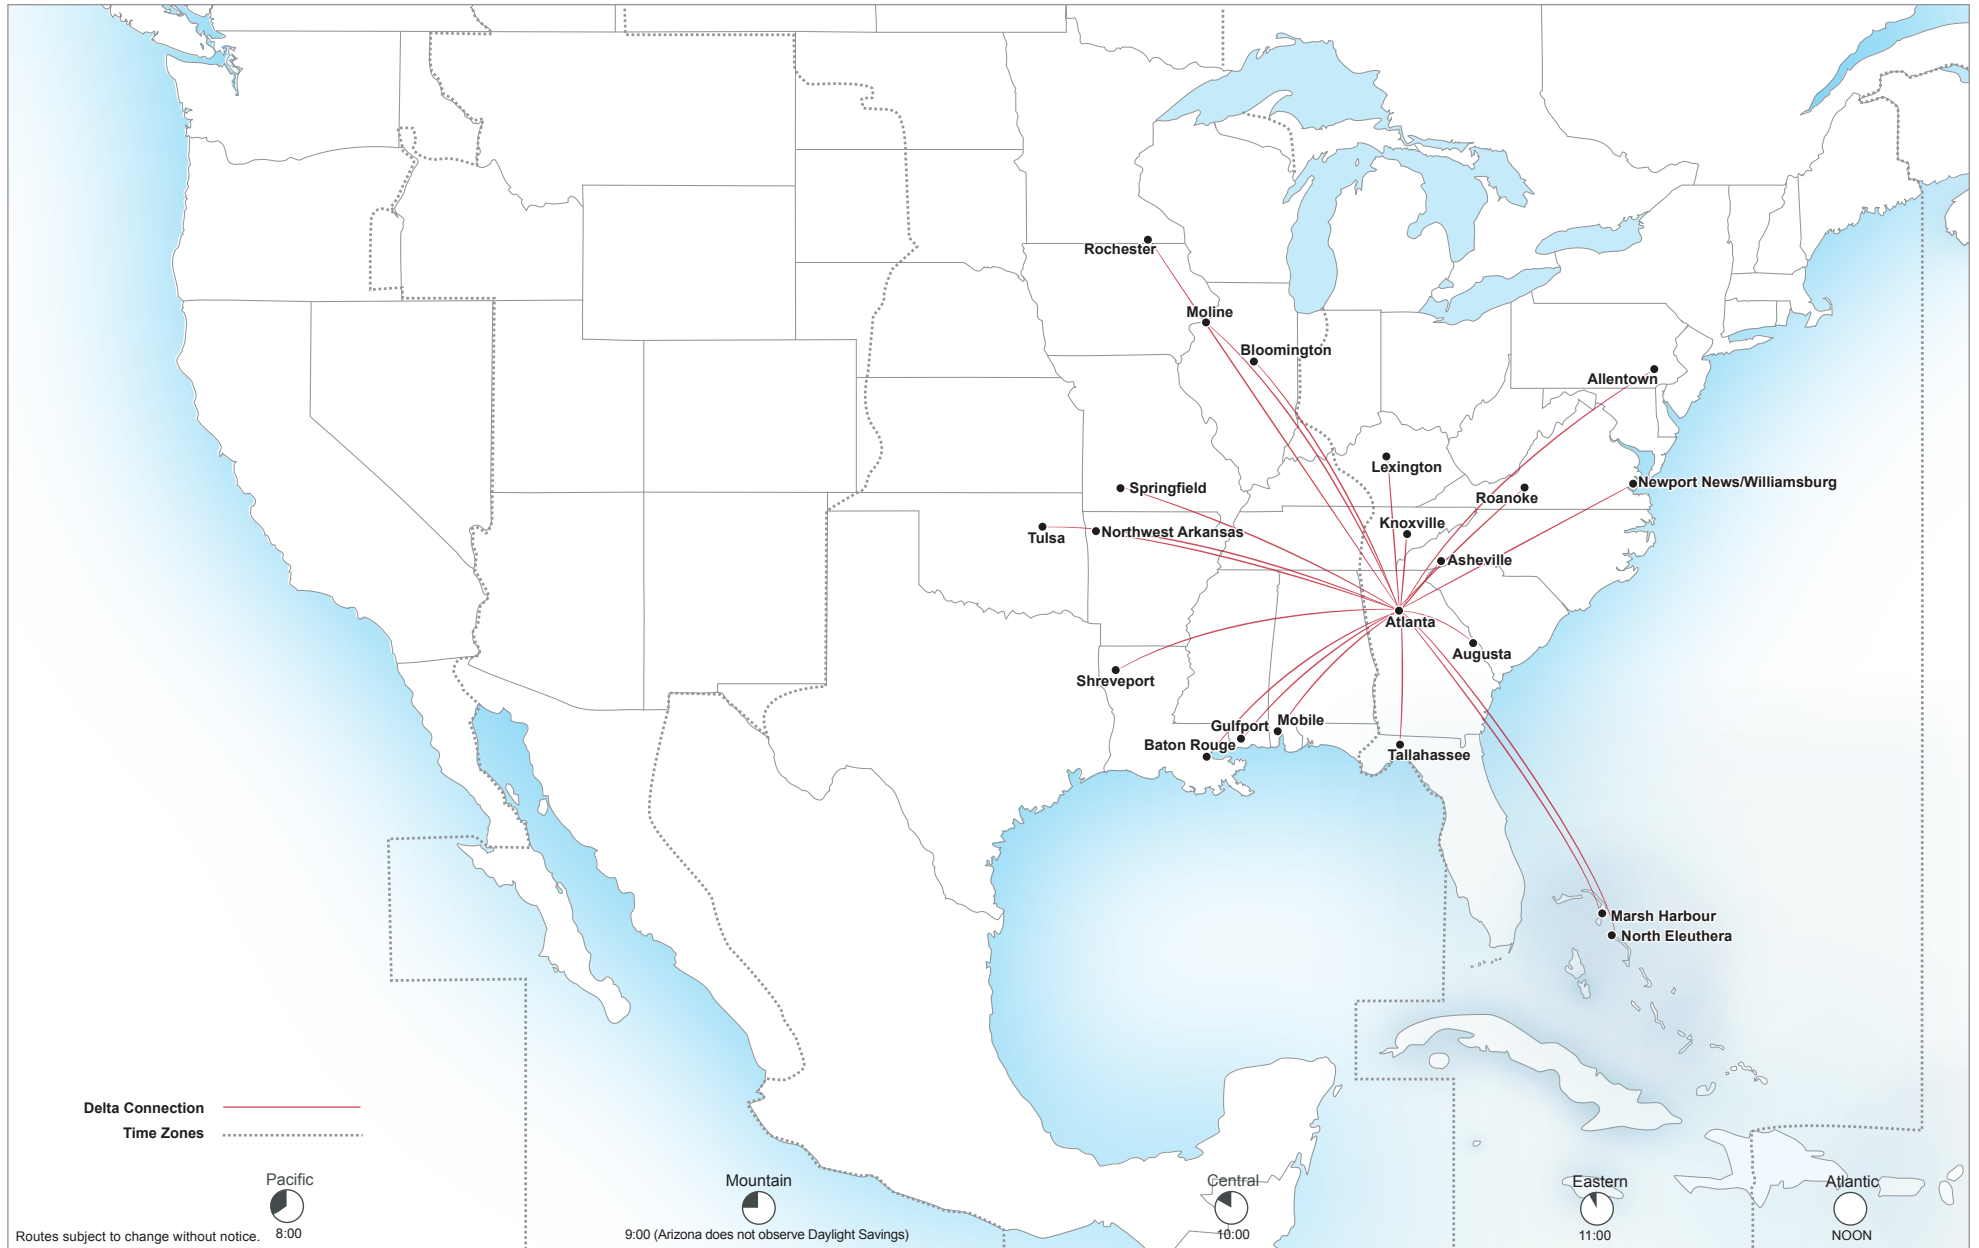 Rochester
Moline
Bloomington
Allentown
Lexington
Springfield
Newport News/Williamsburg
Roanoke
Knoxville
Tulsa
Northwest Arkansas
Asheville
Atlanta
Augusta
Shreveport
Gulfport
Mobile
Baton Rouge
Tallahassee
Marsh Harbour
North Eleuthera
Delta Connection
Time Zones
Pacific
8:00
Mountain
9:00 (Arizona does not observe Daylight Savings)
Central
10:00
Eastern
11:00
Atlantic
NOON
Routes subject to change without notice.